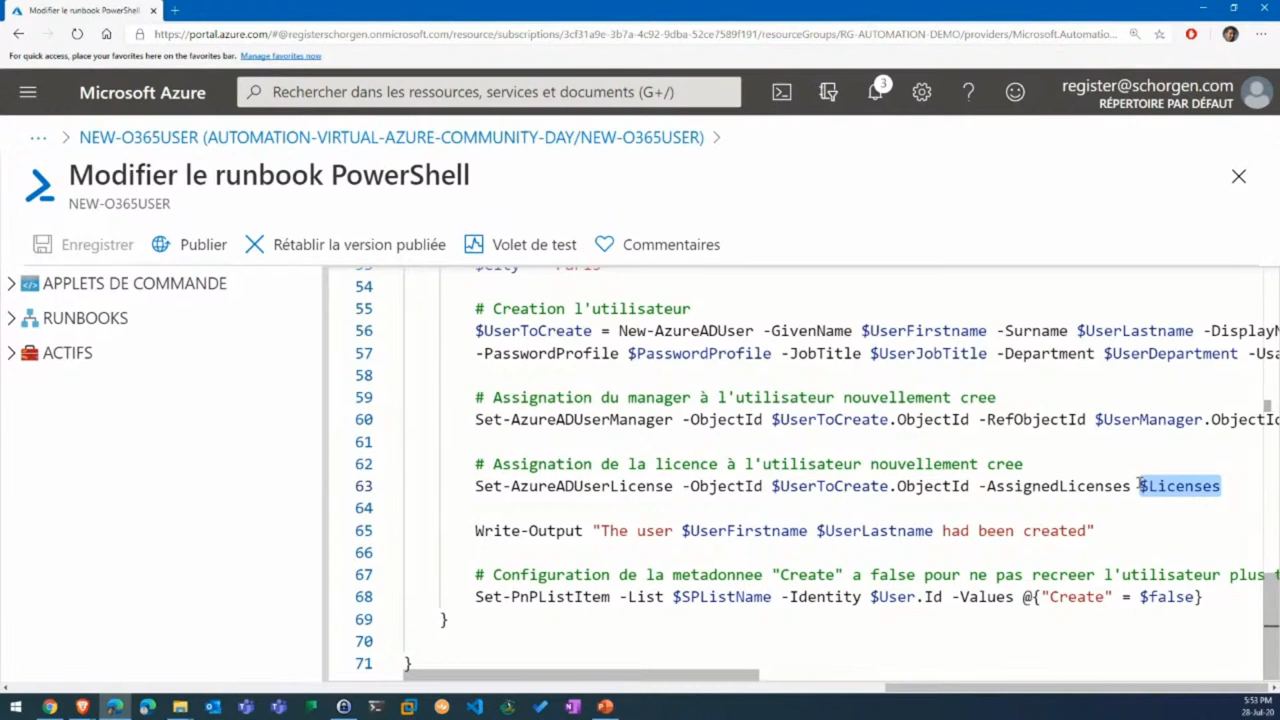 Modifier le runbook PowerShell
https://portal.azure.com/#@registerschorgen.onmicrosoft.com/resource/subscriptions/3cf31a9e-3b7a-4c92-9dba-52ce7589f191/resourceGroups/RG-AUTOMATION-DEMO/providers/Microsoft.Automatio...
For quick access, place your favorites here on the favorites bar. Manage favorites now
Microsoft Azure
Rechercher dans les ressources, services et documents (G+/)
3
register@schorgen.com
RÉPERTOIRE PAR DÉFAUT
... > NEW-O365USER (AUTOMATION-VIRTUAL-AZURE-COMMUNITY-DAY/NEW-O365USER) >
Modifier le runbook PowerShell
NEW-O365USER
Enregistrer Publier Rétablir la version publiée Volet de test Commentaires
APPLETS DE COMMANDE
RUNBOOKS
ACTIFS
54
55 # Creation l'utilisateur
56 $UserToCreate = New-AzureADUser -GivenName $UserFirstname -Surname $UserLastname -DisplayN
57 -PasswordProfile $PasswordProfile -JobTitle $UserJobTitle -Department $UserDepartment -Usa
58
59 # Assignation du manager à l'utilisateur nouvellement cree
60 Set-AzureADUserManager -ObjectId $UserToCreate.ObjectId -RefObjectId $UserManager.ObjectId
61
62 # Assignation de la licence à l'utilisateur nouvellement cree
63 Set-AzureADUserLicense -ObjectId $UserToCreate.ObjectId -AssignedLicenses $Licenses
64
65 Write-Output "The user $UserFirstname $UserLastname had been created"
66
67 # Configuration de la metadonnee "Create" a false pour ne pas recreer l'utilisateur plus t
68 Set-PnPListItem -List $SPListName -Identity $User.Id -Values @{"Create" = $false}
69 }
70
71 }
5:53 PM
28-Jul-20